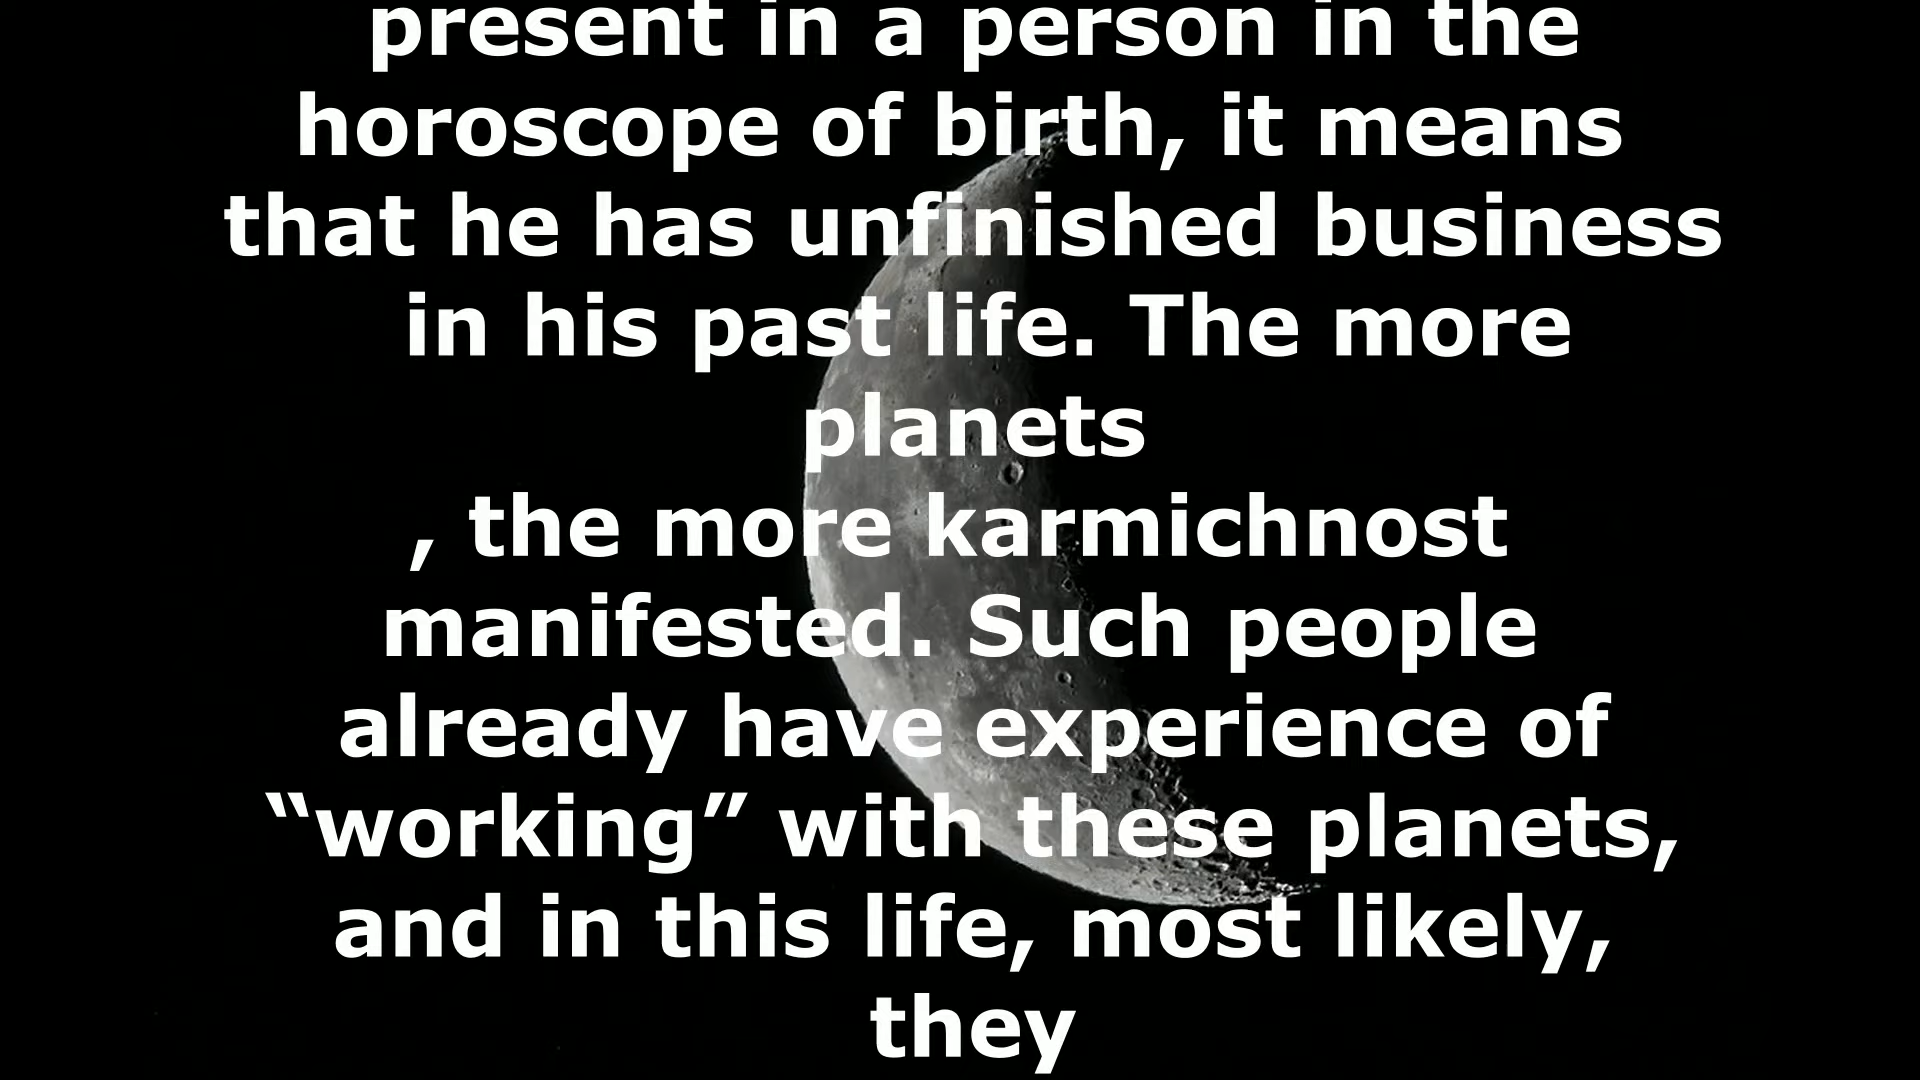 present in a person in the
horoscope of birth, it means
that he has unfinished business
in his past life. The more
planets
, the more karmichnost
manifested. Such people
already have experience of
“working” with these planets,
and in this life, most likely,
they